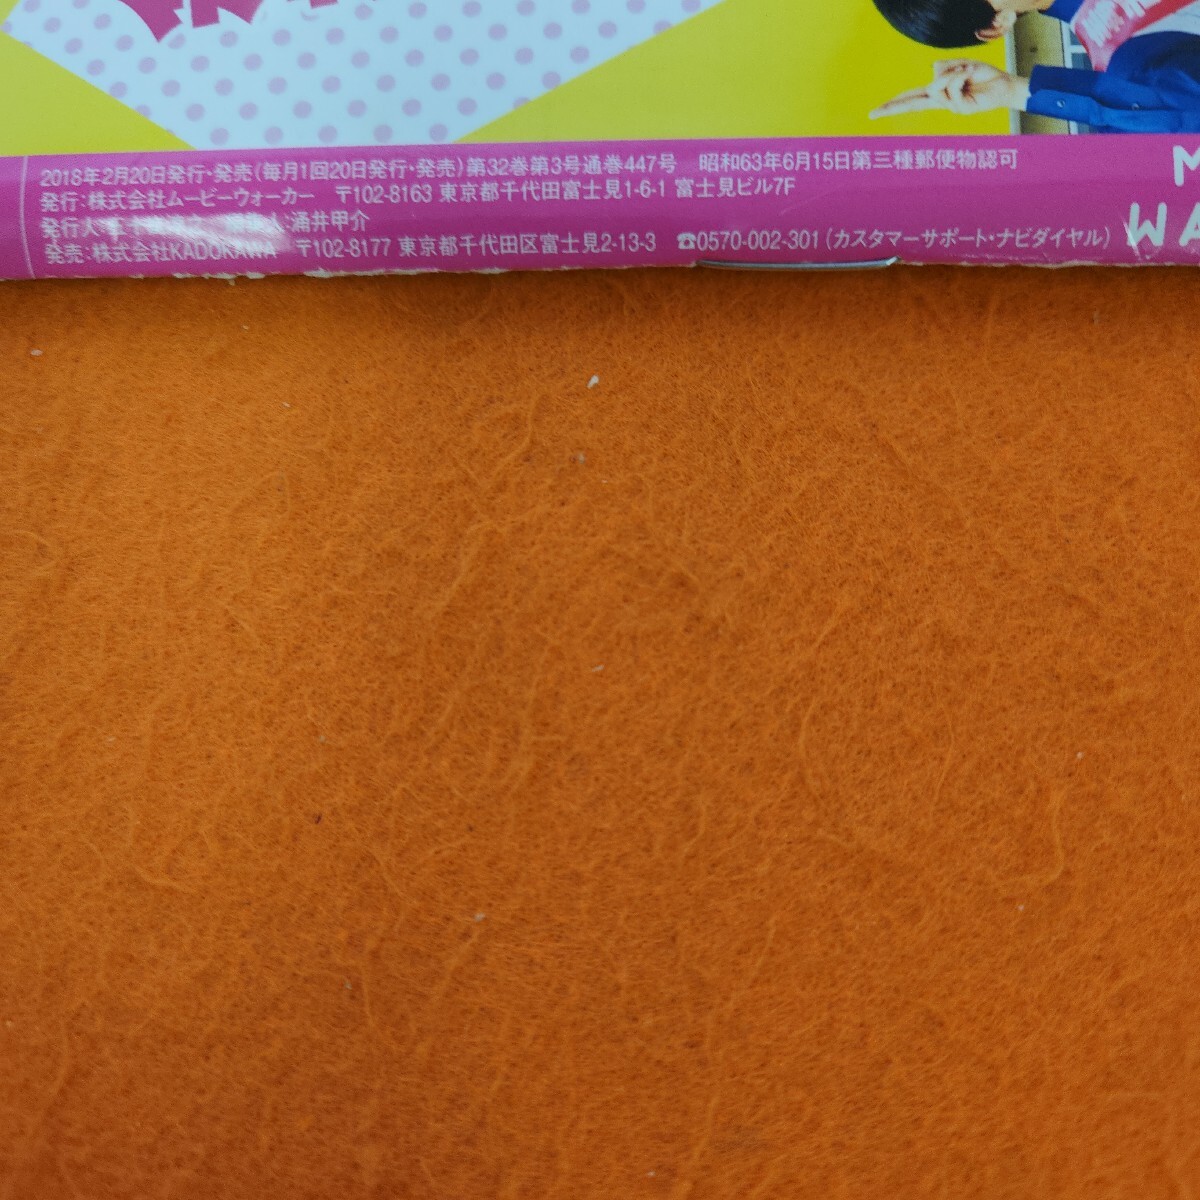 2018年2月20日発行・発売(毎月1回20日発行・発売)第32巻第3号通巻447号　昭和63年6月15日第三種郵便物認可
発行:株式会社ムービーウォーカー　〒102-8163 東京都千代田富士見1-6-1 富士見ビル7F
発行人 人:涌井甲介
発売:株式会社KADOKAWA　〒102-8177 東京都千代田区富士見2-13-3　☎0570-002-301(カスタマーサポート・ナビダイヤル)
M
WA